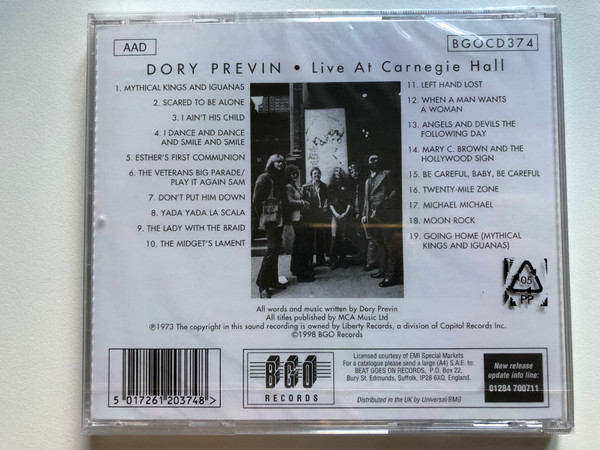 AAD
BGOCD374
DORY PREVIN • Live At Carnegie Hall
1. MYTHICAL KINGS AND IGUANAS
2. SCARED TO BE ALONE
3. I AIN'T HIS CHILD
4. I DANCE AND DANCE
AND SMILE AND SMILE
5. ESTHER'S FIRST COMMUNION
6. THE VETERANS BIG PARADE/
PLAY IT AGAIN SAM
7. DON'T PUT HIM DOWN
8. YADA YADA LA SCALA
9. THE LADY WITH THE BRAID
10. THE MIDGET'S LAMENT
11. LEFT HAND LOST
12. WHEN A MAN WANTS
A WOMAN
13. ANGELS AND DEVILS THE
FOLLOWING DAY
14. MARY C. BROWN AND THE
HOLLYWOOD SIGN
15. BE CAREFUL, BABY, BE CAREFUL
16. TWENTY-MILE ZONE
17. MICHAEL MICHAEL
18. MOON ROCK
19. GOING HOME (MYTHICAL
KINGS AND IGUANAS)
05
PP
All words and music written by Dory Previn
All titles published by MCA Music Ltd
℗1973 The copyright in this sound recording is owned by Liberty Records, a division of Capitol Records Inc.
©1998 BGO Records
5 017261 203748 >
BGO
RECORDS
Licensed courtesy of EMI Special Markets
For a catalogue please send a large (A4) S.A.E. to:
BEAT GOES ON RECORDS, P.O. Box 22,
Bury St. Edmunds, Suffolk, IP28 6XQ, England.
Distributed in the UK by Universal/BMG
New release
update info line:
01284 700711